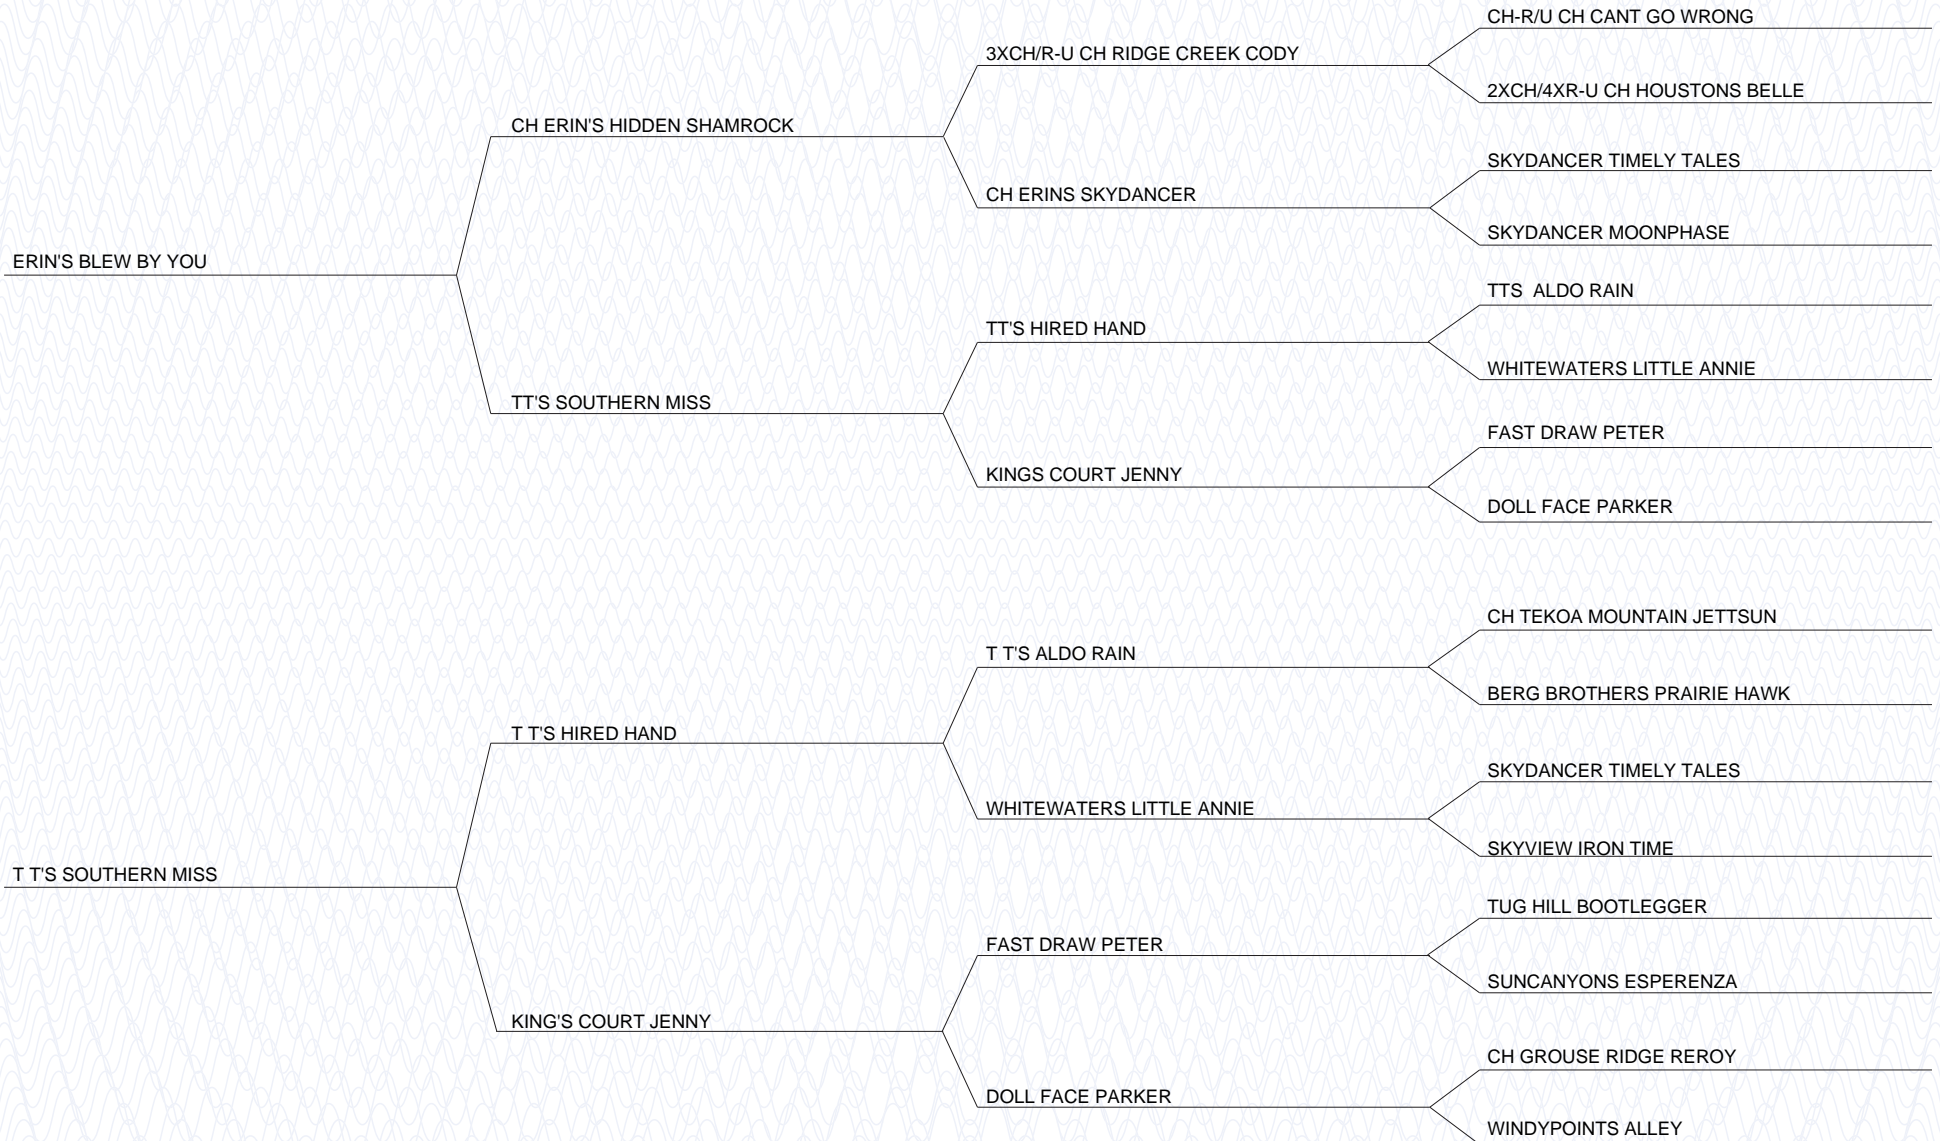 CH-R/U CH CANT GO WRONG
3XCH/R-U CH RIDGE CREEK CODY
2XCH/4XR-U CH HOUSTONS BELLE
CH ERIN'S HIDDEN SHAMROCK
SKYDANCER TIMELY TALES
CH ERINS SKYDANCER
SKYDANCER MOONPHASE
ERIN'S BLEW BY YOU
TTS  ALDO RAIN
TT'S HIRED HAND
WHITEWATERS LITTLE ANNIE
TT'S SOUTHERN MISS
FAST DRAW PETER
KINGS COURT JENNY
DOLL FACE PARKER
CH TEKOA MOUNTAIN JETTSUN
T T'S ALDO RAIN
BERG BROTHERS PRAIRIE HAWK
T T'S HIRED HAND
SKYDANCER TIMELY TALES
WHITEWATERS LITTLE ANNIE
SKYVIEW IRON TIME
T T'S SOUTHERN MISS
TUG HILL BOOTLEGGER
FAST DRAW PETER
SUNCANYONS ESPERENZA
KING'S COURT JENNY
CH GROUSE RIDGE REROY
DOLL FACE PARKER
WINDYPOINTS ALLEY